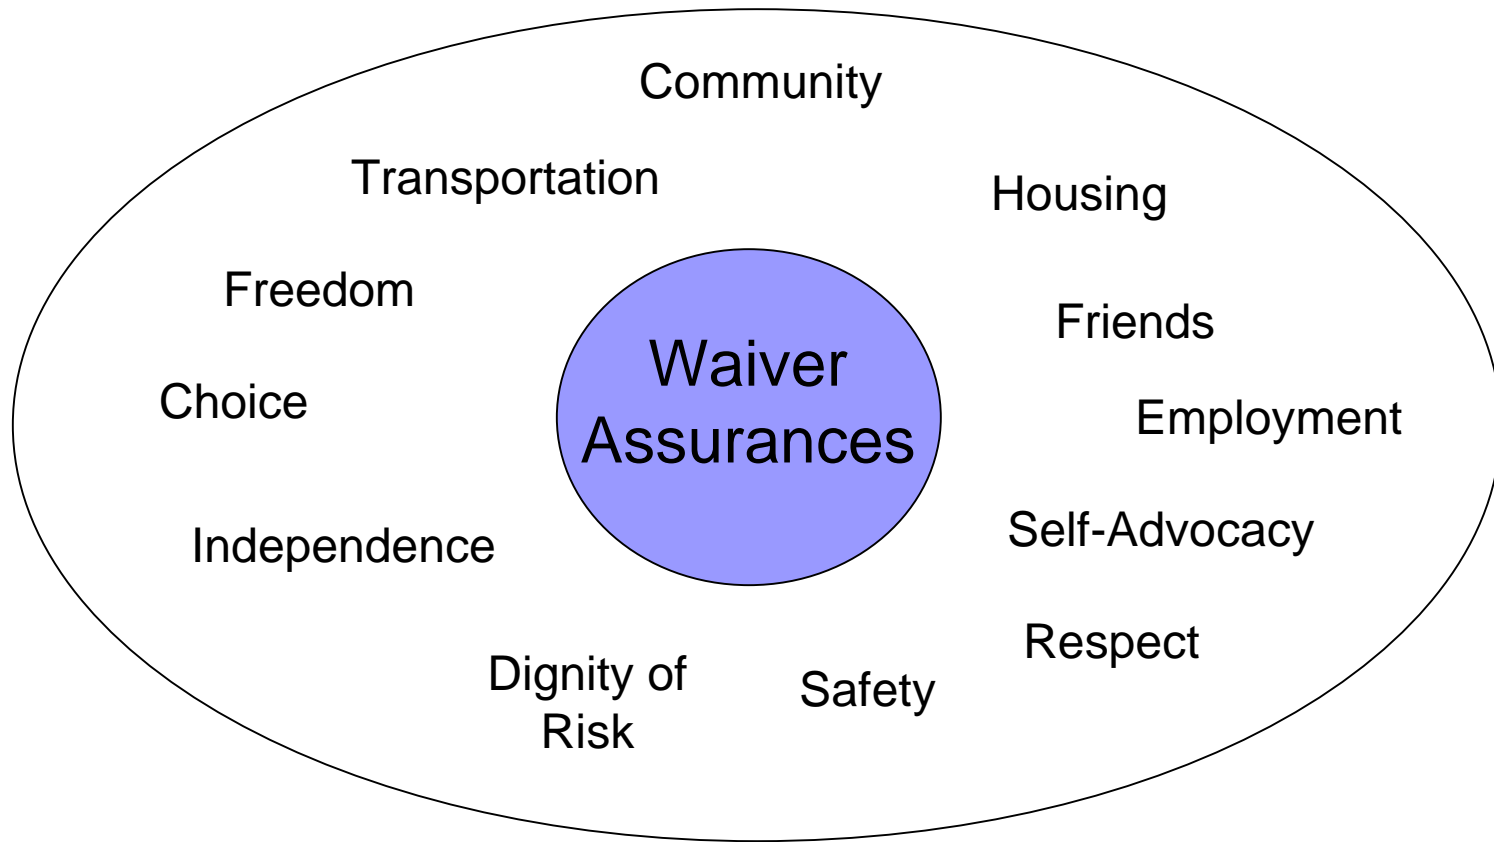 Community
Transportation
Housing
Freedom
Friends
Waiver
Assurances
Choice
Employment
Self-Advocacy
Independence
Respect
Dignity of
Risk
Safety